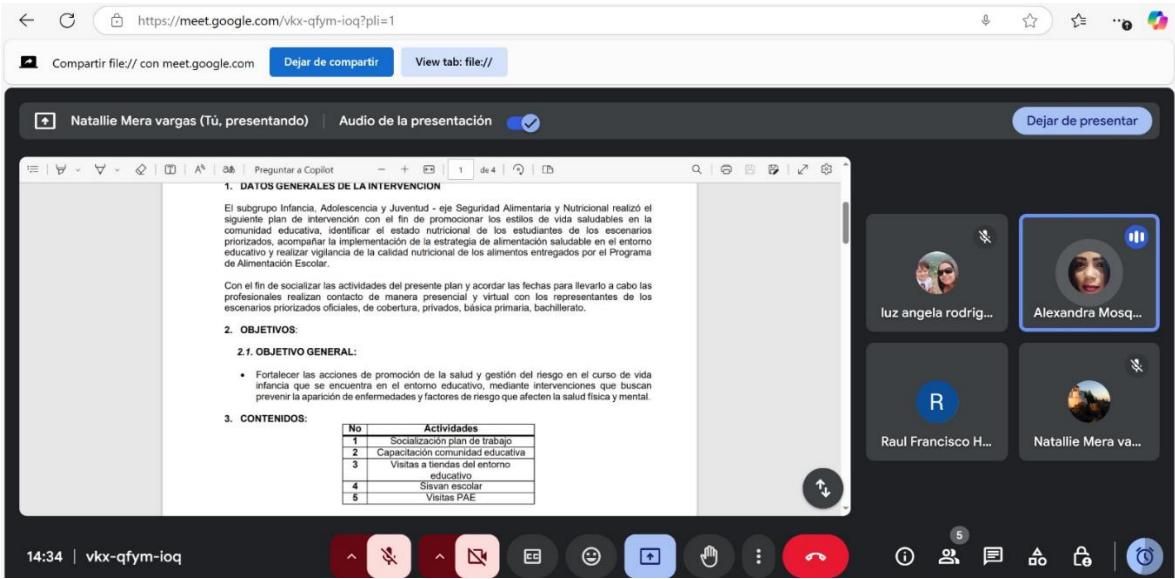 https://meet.google.com/vkx-qfym-ioq?pli=1
Compartir file:// con meet.google.com
Dejar de compartir
View tab: file://
Natallie Mera vargas (Tú, presentando)
Audio de la presentación
Dejar de presentar
Preguntar a Copilot
1
de 4
1. DATOS GENERALES DE LA INTERVENCIÓN
El subgrupo Infancia, Adolescencia y Juventud - eje Seguridad Alimentaria y Nutricional realizó el
siguiente plan de intervención con el fin de promocionar los estilos de vida saludables en la
comunidad educativa, identificar el estado nutricional de los estudiantes de los escenarios
priorizados, acompañar la implementación de la estrategia de alimentación saludable en el entorno
educativo y realizar vigilancia de la calidad nutricional de los alimentos entregados por el Programa
de Alimentación Escolar.
Con el fin de socializar las actividades del presente plan y acordar las fechas para llevarlo a cabo las
profesionales realizan contacto de manera presencial y virtual con los representantes de los
escenarios priorizados oficiales, de cobertura, privados, básica primaria, bachillerato.
2. OBJETIVOS:
2.1. OBJETIVO GENERAL:
• Fortalecer las acciones de promoción de la salud y gestión del riesgo en el curso de vida
infancia que se encuentra en el entorno educativo, mediante intervenciones que buscan
prevenir la aparición de enfermedades y factores de riesgo que afecten la salud física y mental.
3. CONTENIDOS:
No Actividades
1 Socialización plan de trabajo
2 Capacitación comunidad educativa
3 Visitas a tiendas del entorno
educativo
4 Sisvan escolar
5 Visitas PAE
luz angela rodrig...
Alexandra Mosq...
R
Raul Francisco H...
Natallie Mera va...
14:34 | vkx-qfym-ioq
5